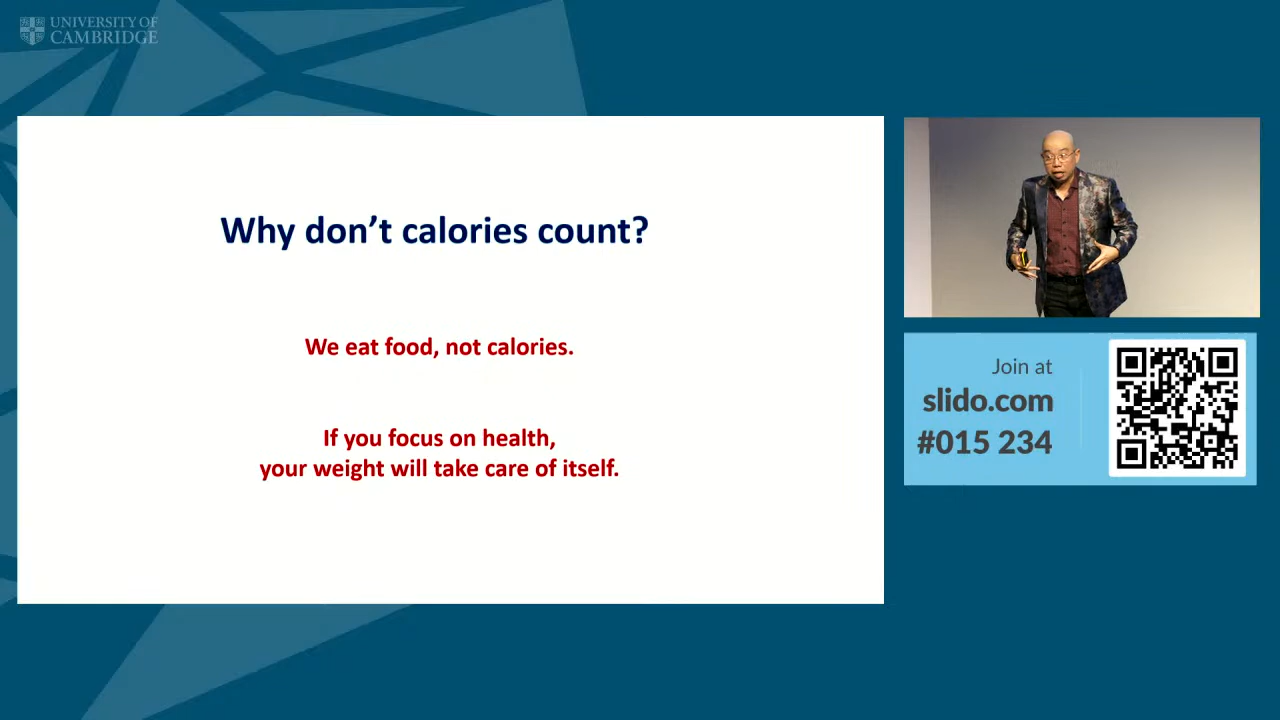 UNIVERSITY OF
CAMBRIDGE
Why don’t calories count?
We eat food, not calories.
If you focus on health,
your weight will take care of itself.
Join at
slido.com
#015 234